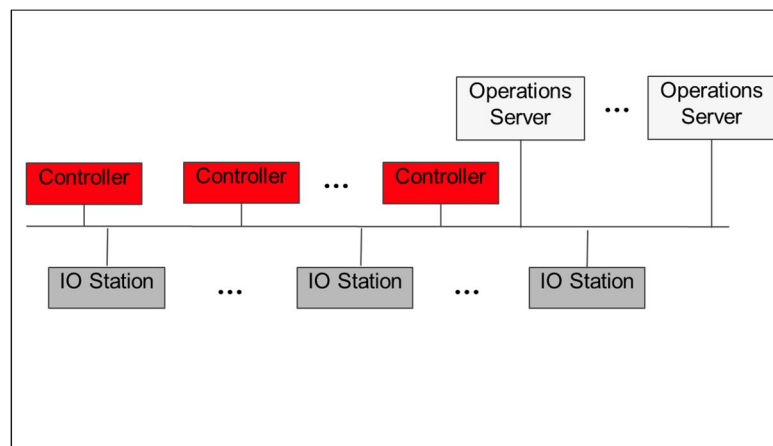 Operations
Server
...
Operations
Server
Controller
Controller
...
Controller
IO Station
...
IO Station
...
IO Station